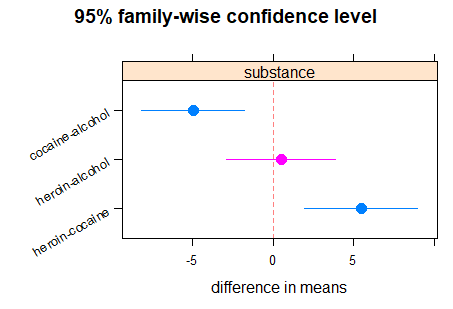 95% family-wise confidence level
substance
cocaine-alcohol
heroin-alcohol
heroin-cocaine
-5 0 5
difference in means